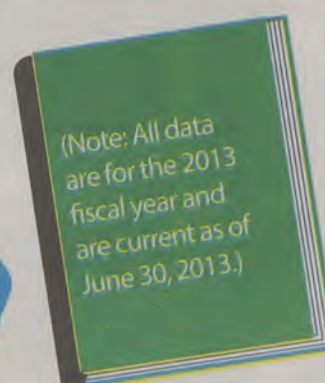 (Note: All data
are for the 2013
fiscal year and
are current as of
June 30, 2013.)